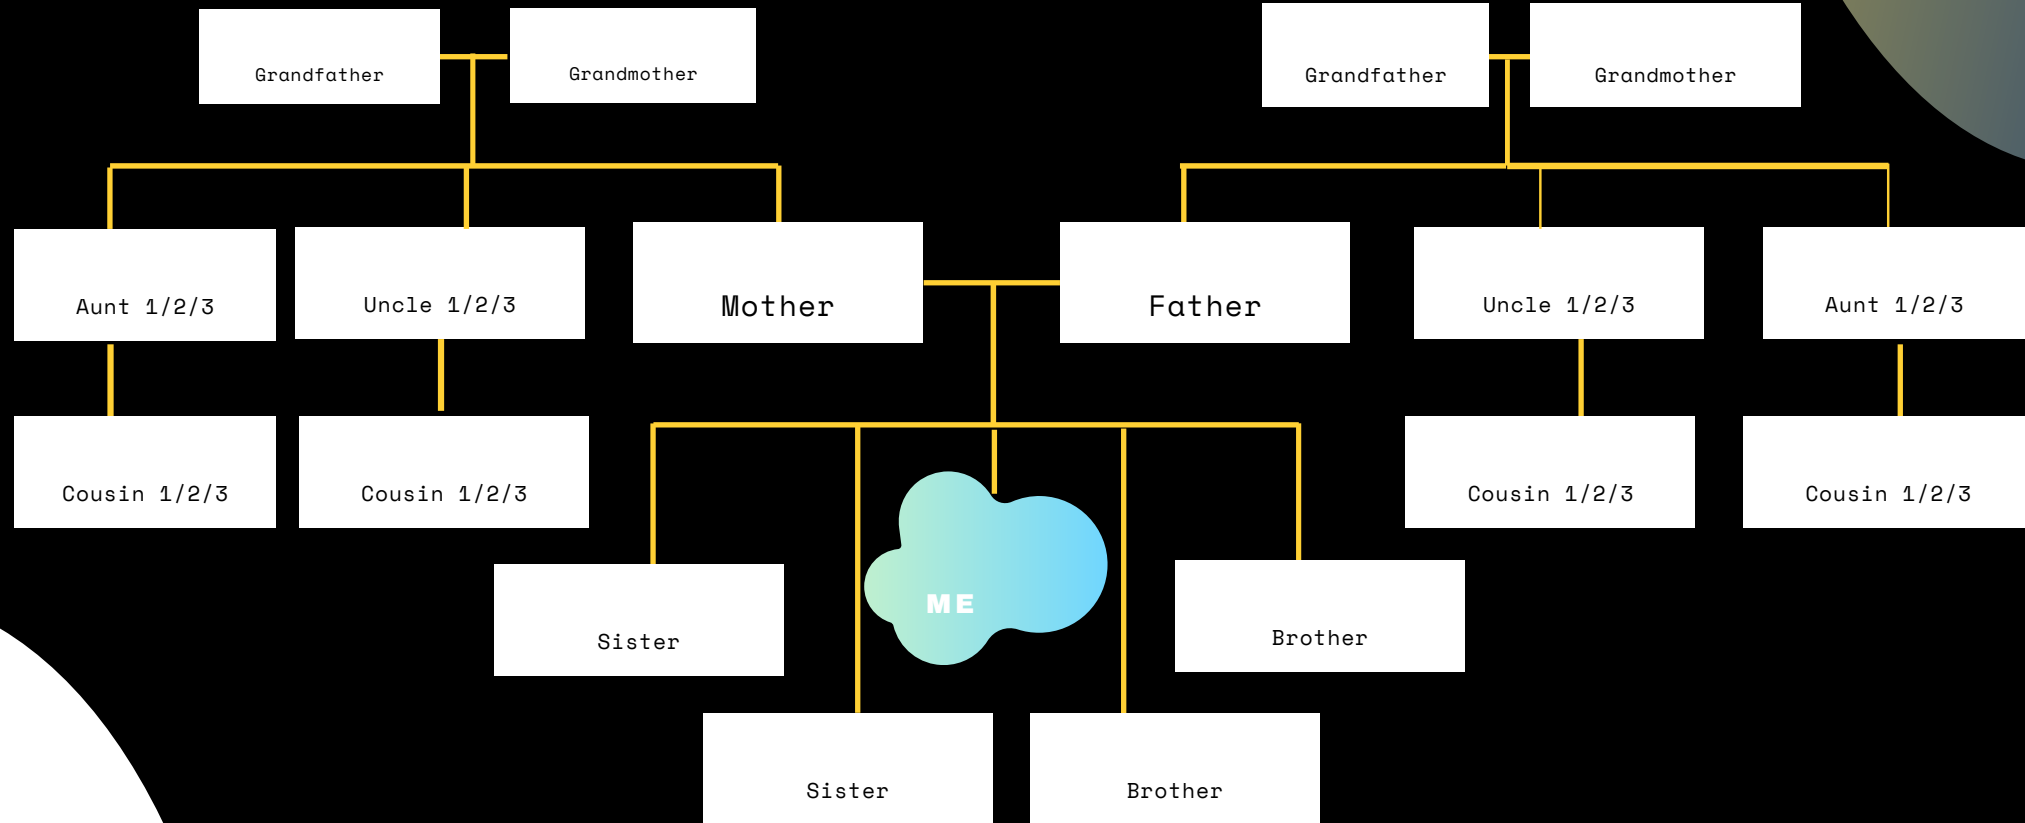 Grandfather
Grandmother
Grandfather
Grandmother
Aunt 1/2/3
Uncle 1/2/3
Mother
Father
Uncle 1/2/3
Aunt 1/2/3
Cousin 1/2/3
Cousin 1/2/3
Cousin 1/2/3
Cousin 1/2/3
ME
Sister
Brother
Sister
Brother